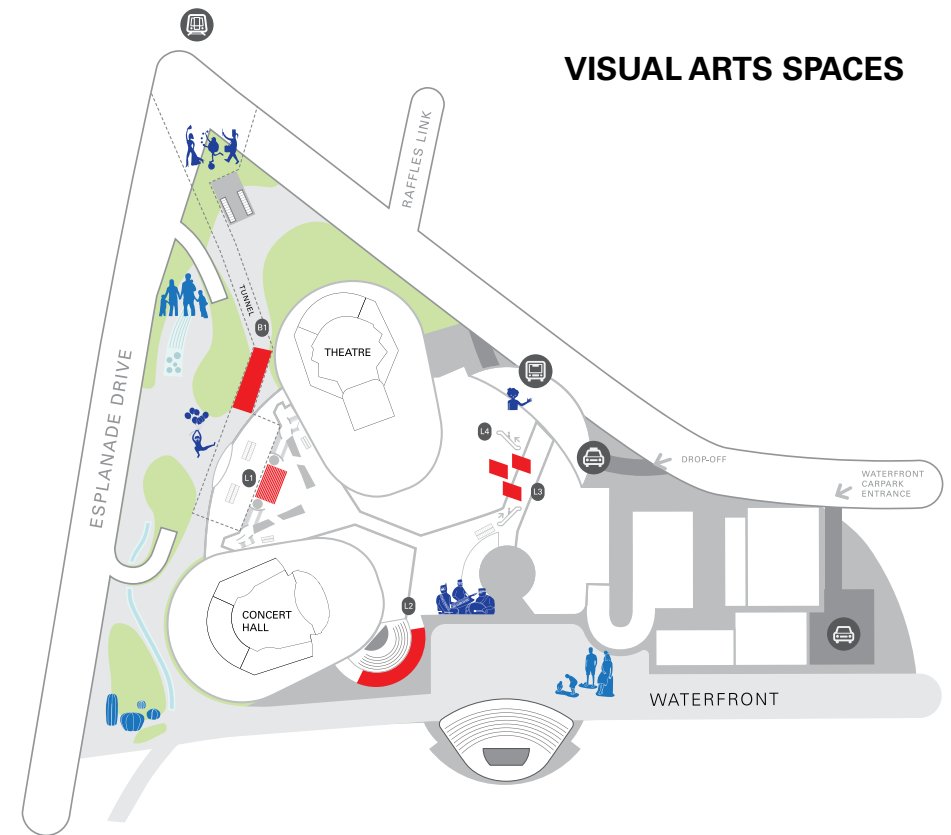 VISUAL ARTS SPACES
RAFFLES LINK
TUNNEL
B1
THEATRE
ESPLANADE DRIVE
L4
DROP-OFF
WATERFRONT
CARPARK
ENTRANCE
L1
L3
L2
CONCERT
HALL
WATERFRONT